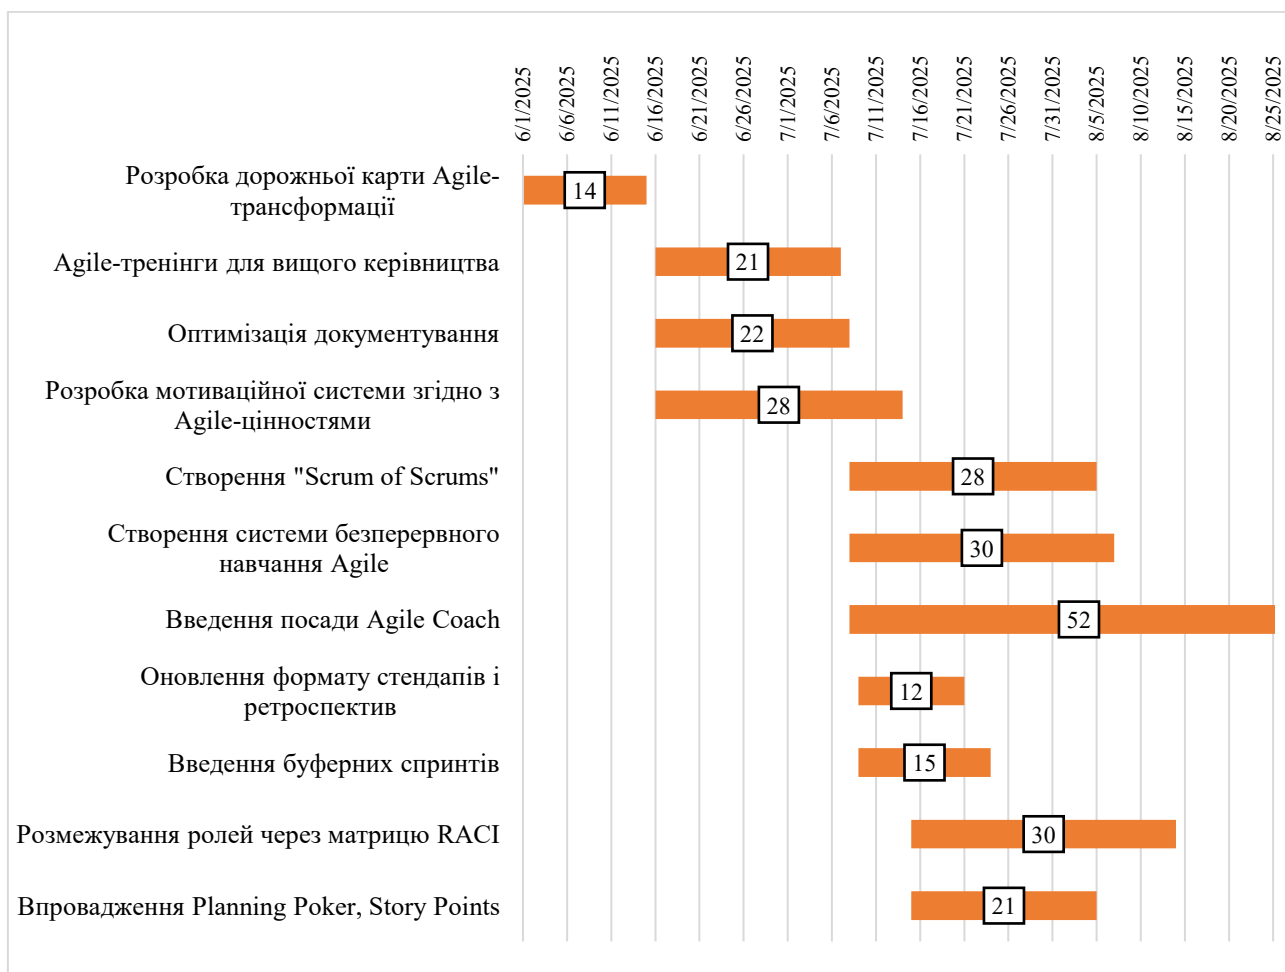 6/1/2025
6/6/2025
6/11/2025
6/16/2025
6/21/2025
6/26/2025
7/1/2025
7/6/2025
7/11/2025
7/16/2025
7/21/2025
7/26/2025
7/31/2025
8/5/2025
8/10/2025
8/15/2025
8/20/2025
8/25/2025
Розробка дорожньої карти Agile-
трансформації
14
Agile-тренінги для вищого керівництва
21
Оптимізація документування
22
Розробка мотиваційної системи згідно з
Agile-цінностями
28
Створення "Scrum of Scrums"
28
Створення системи безперервного
навчання Agile
30
Введення посади Agile Coach
52
Оновлення формату стендапів і
ретроспектив
12
Введення буферних спринтів
15
Розмежування ролей через матрицю RACI
30
Впровадження Planning Poker, Story Points
21